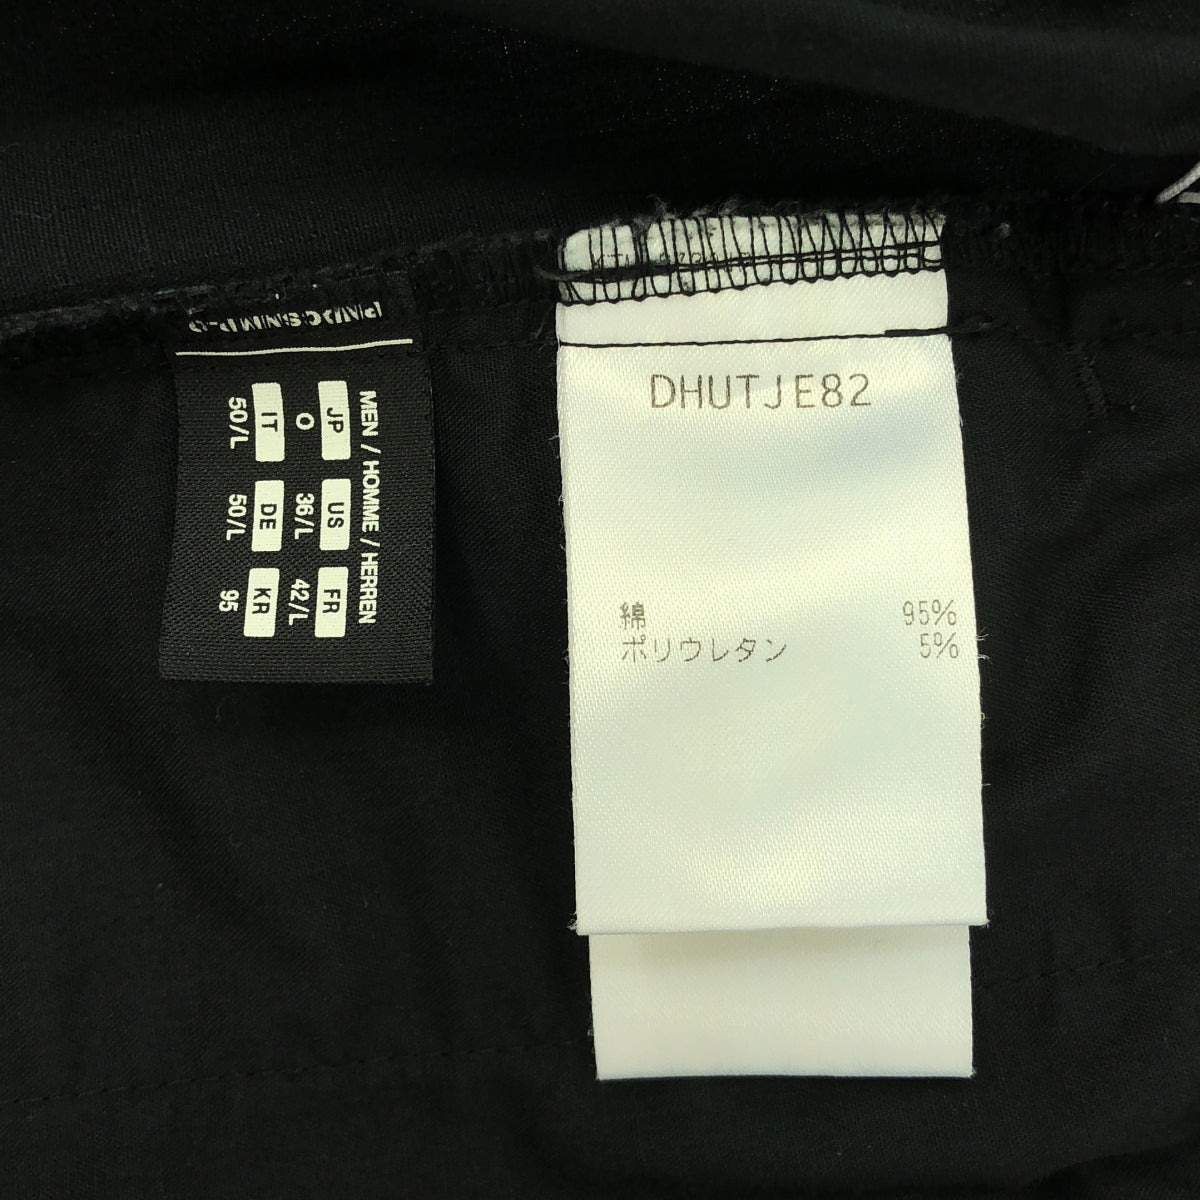 MEN / HOMME / HERREN
JP US FR
O 36/L 42/L
IT DE KR
50/L 50/L 95
DHUTJE82
綿 95%
ポリウレタン 5%